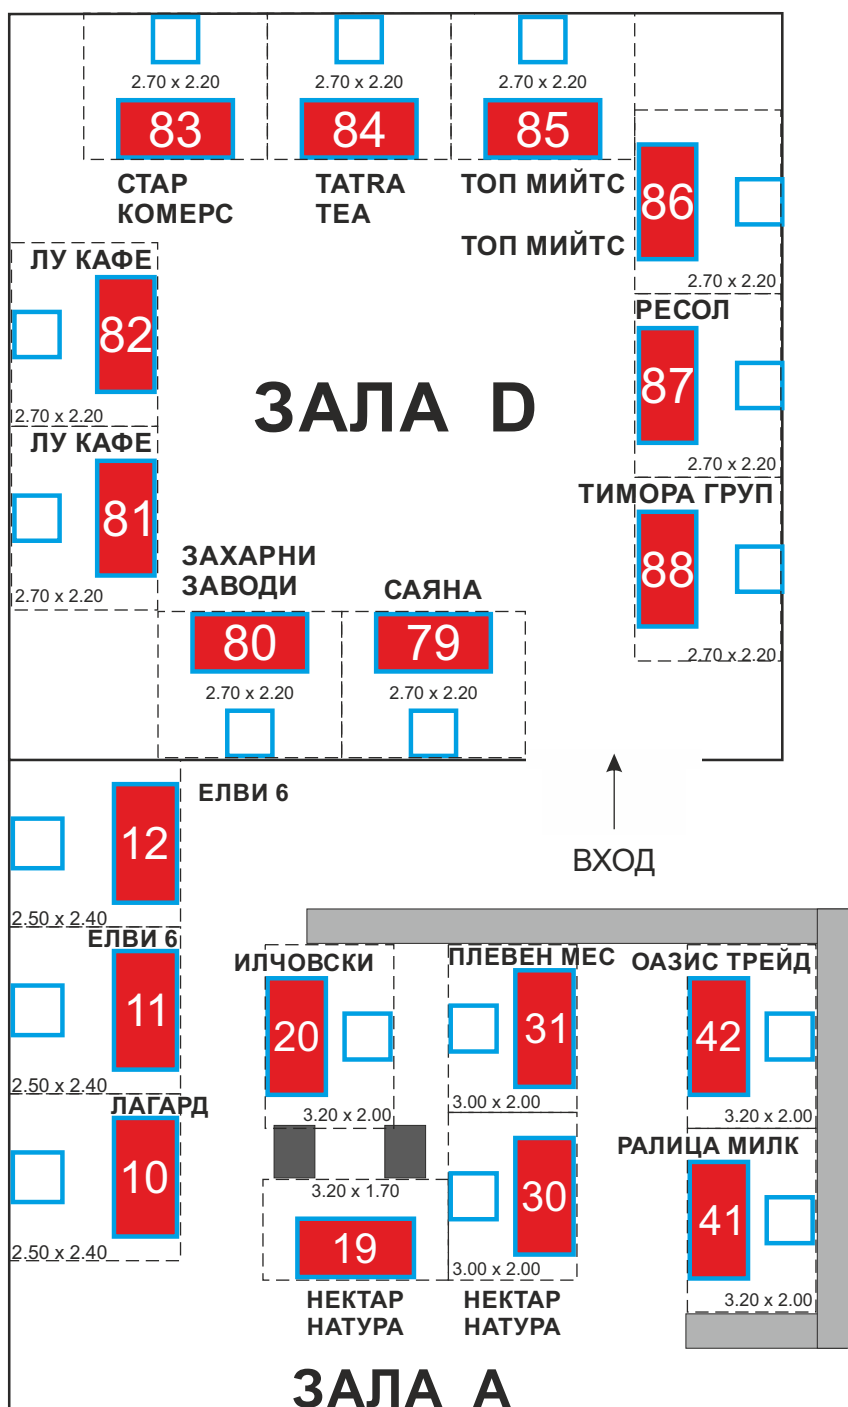 2.70 x 2.20
2.70 x 2.20
2.70 x 2.20
83
84
85
СТАР
КОМЕРС
TATRA
TEA
ТОП МИЙТС
86
ТОП МИЙТС
2.70 x 2.20
ЛУ КАФЕ
82
2.70 x 2.20
РЕСОЛ
87
2.70 x 2.20
ЗАЛА D
ЛУ КАФЕ
81
2.70 x 2.20
ТИМОРА ГРУП
88
2.70 x 2.20
ЗАХАРНИ
ЗАВОДИ
80
2.70 x 2.20
САЯНА
79
2.70 x 2.20
ЕЛВИ 6
12
2.50 x 2.40
ВХОД
ЕЛВИ 6
11
2.50 x 2.40
ИЛЧОВСКИ
20
3.20 x 2.00
ПЛЕВЕН МЕС
31
3.00 x 2.00
ОАЗИС ТРЕЙД
42
3.20 x 2.00
ЛАГАРД
10
2.50 x 2.40
3.20 x 1.70
19
НЕКТАР
НАТУРА
30
3.00 x 2.00
НЕКТАР
НАТУРА
РАЛИЦА МИЛК
41
3.20 x 2.00
ЗАЛА А